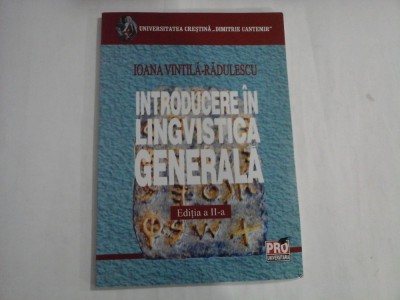 UNIVERSITATEA CREȘTINĂ „DIMITRIE CANTEMIR"
IOANA VINTILĂ-RĂDULESCU
INTRODUCERE ÎN
LINGVISTICA
GENERALĂ
Ediția a II-a
PRO
UNIVERSITARIA